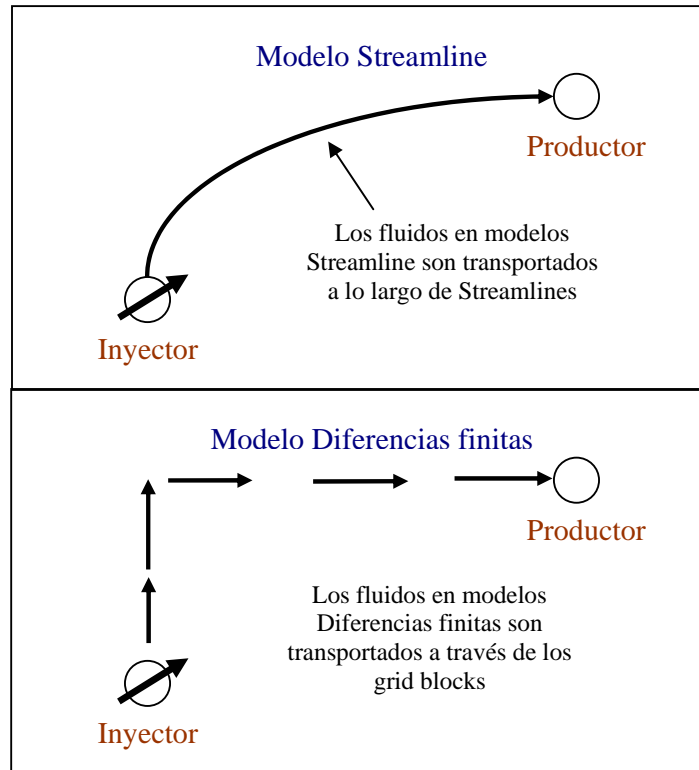 Modelo Streamline
Productor
Los fluidos en modelos
Streamline son transportados
a lo largo de Streamlines
Inyector
Modelo Diferencias finitas
Productor
Los fluidos en modelos
Diferencias finitas son
transportados a través de los
grid blocks
Inyector